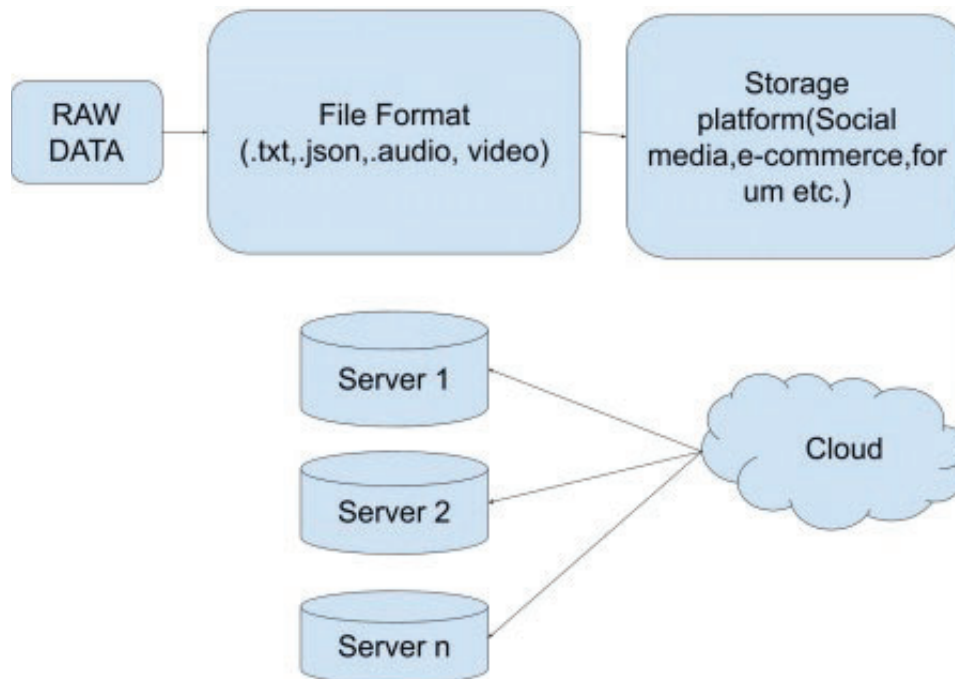 RAW
DATA
File Format
(.txt,.json,.audio, video)
Storage
platform(Social
media,e-commerce,for
um etc.)
Server 1
Server 2
Server n
Cloud